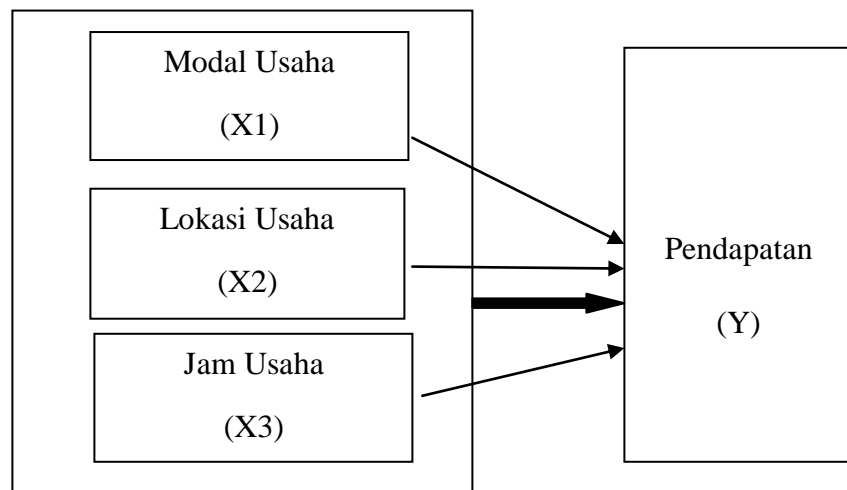 Modal Usaha
(X1)
Lokasi Usaha
(X2)
Jam Usaha
(X3)
Pendapatan
(Y)